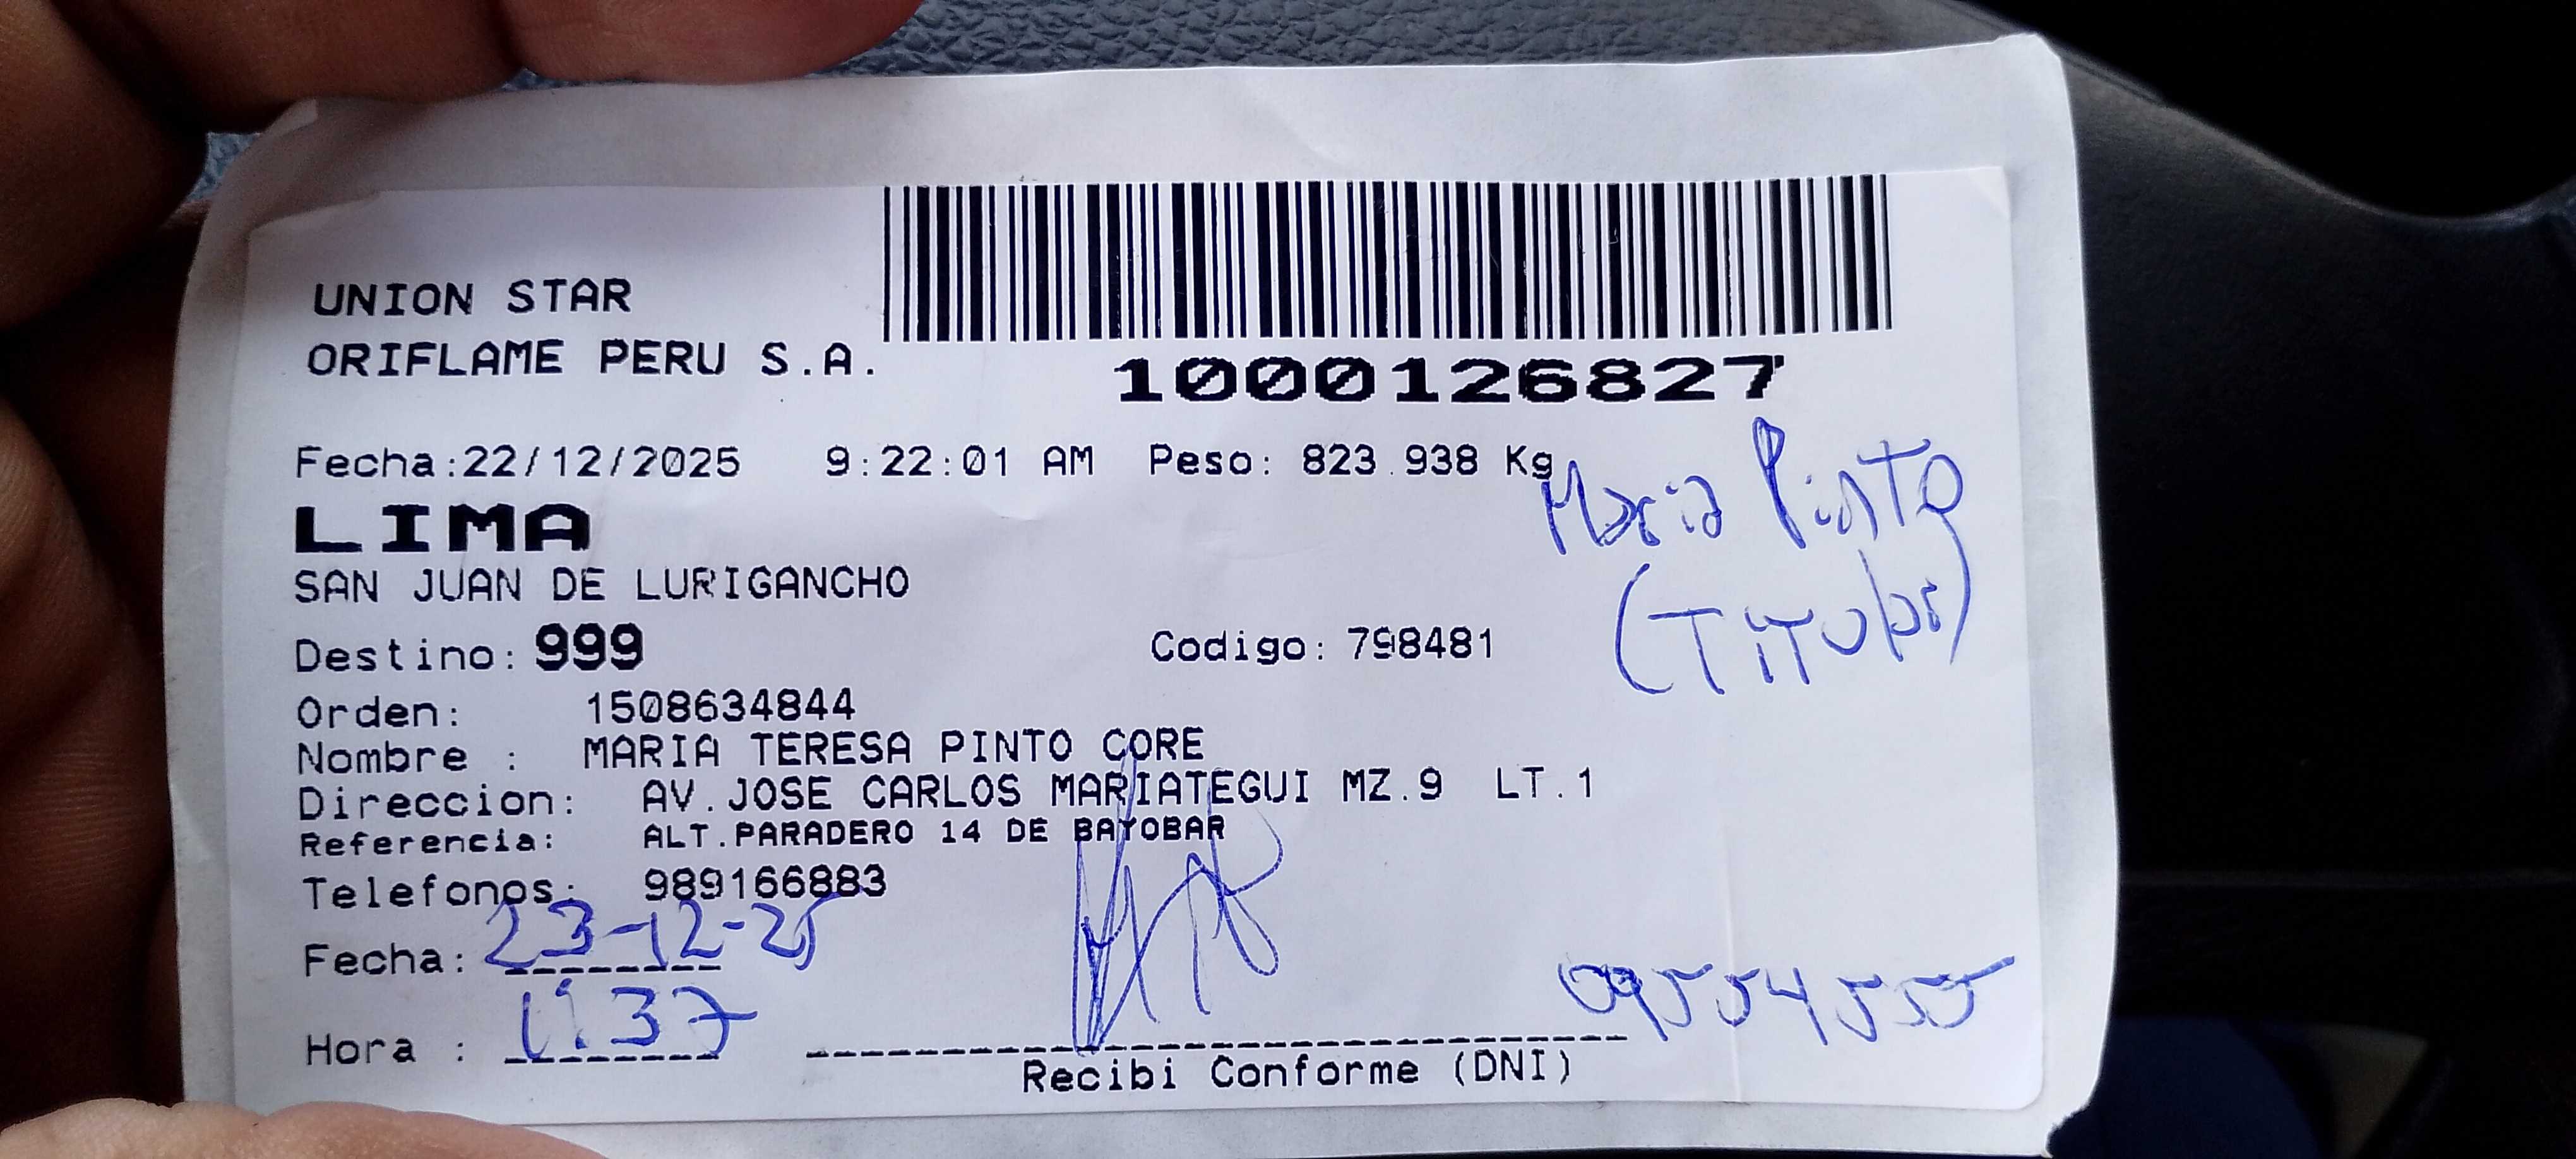 UNION STAR
ORIFLAME PERU S.A.
1000126827
Fecha:22/12/2025 9:22:01 AM Peso: 823.938 Kg
Maria Pinto
LIMA
SAN JUAN DE LURIGANCHO
(Titular)
Destino: 999 Codigo: 798481
Orden: 1508634844
Nombre : MARIA TERESA PINTO CORE
Direccion: AV.JOSE CARLOS MARIATEGUI MZ.9 LT.1
Referencia: ALT.PARADERO 14 DE BAYOBAR
Telefonos: 989166883
Fecha: 23-12-25
Hora : 11:37
09554555
Recibi Conforme (DNI)